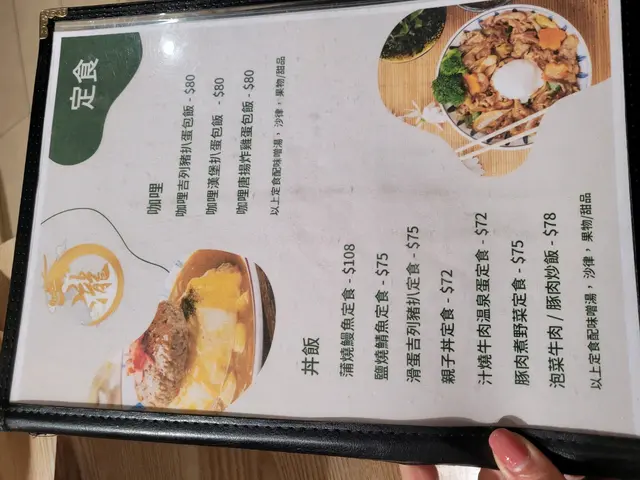 定食
咖哩
咖哩吉列豬扒蛋包飯 - $80
咖哩漢堡扒蛋包飯 - $80
咖哩唐揚炸雞蛋包飯 - $80
以上定食配味噌湯，沙律，果物/甜品
瀧
丼飯
蒲燒鰻魚定食 - $108
鹽燒鯖魚定食 - $75
滑蛋吉列豬扒定食 - $75
親子丼定食 - $72
汁燒牛肉溫泉蛋定食 - $72
豚肉煮野菜定食 - $75
泡菜牛肉 / 豚肉炒飯 - $78
以上定食配味噌湯，沙律，果物/甜品